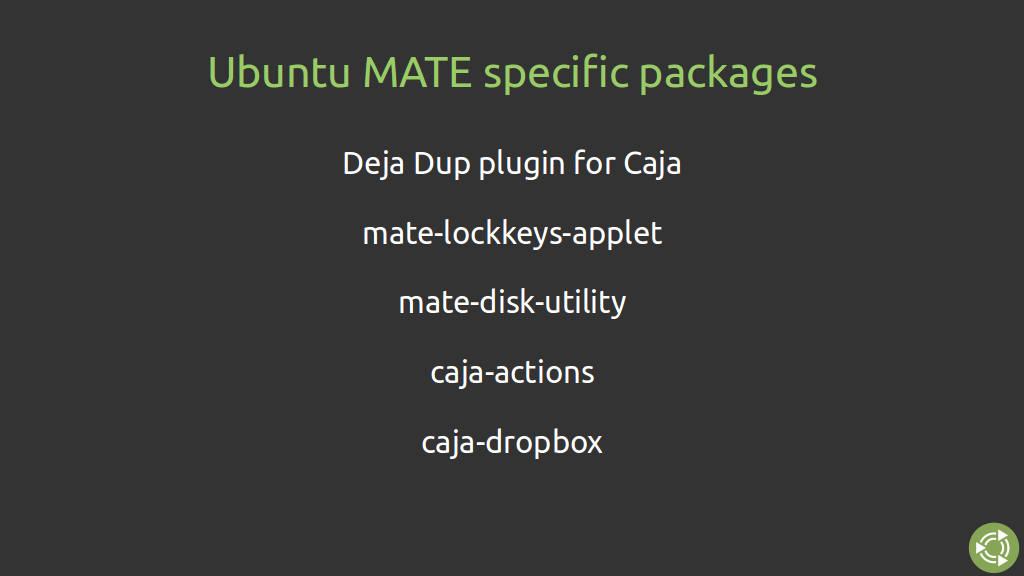 Ubuntu MATE specific packages
Deja Dup plugin for Caja
mate-lockkeys-applet
mate-disk-utility
caja-actions
caja-dropbox